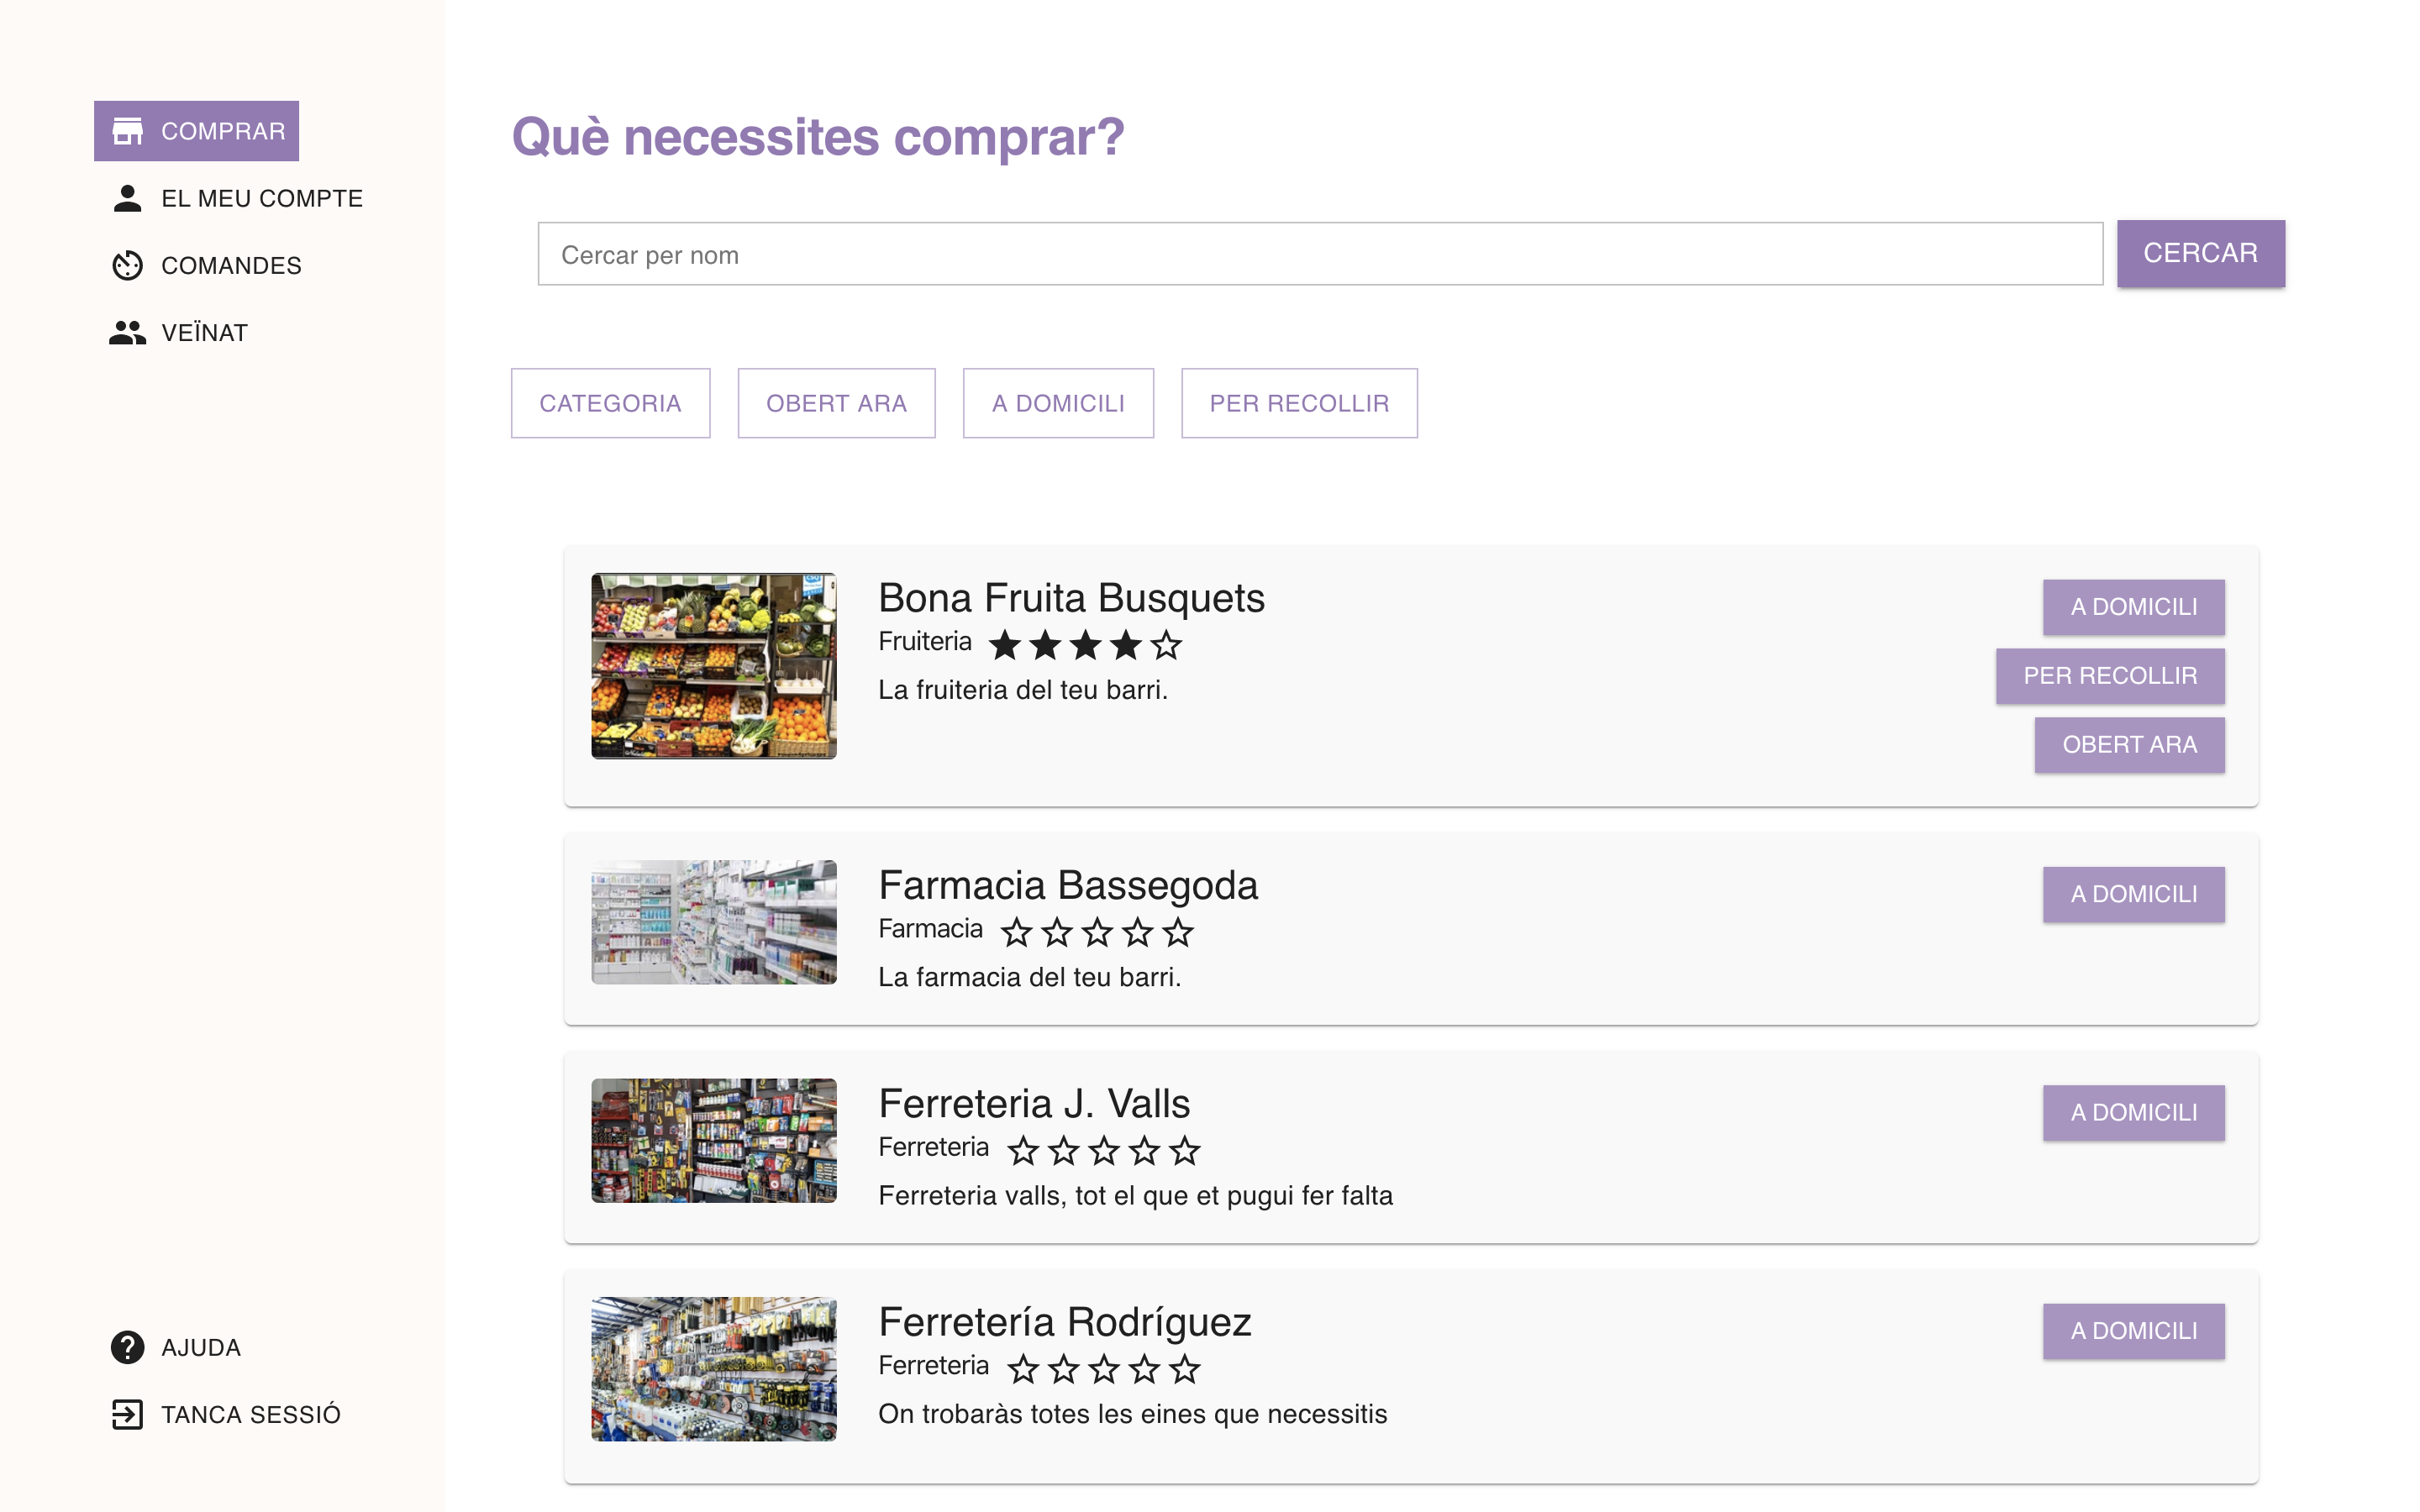 COMPRAR
EL MEU COMPTE
COMANDES
VEÏNAT
AJUDA
TANCA SESSIÓ
Què necessites comprar?
Cercar per nom
CERCAR
CATEGORIA
OBERT ARA
A DOMICILI
PER RECOLLIR
Bona Fruita Busquets
Fruiteria
La fruiteria del teu barri.
A DOMICILI
PER RECOLLIR
OBERT ARA
Farmacia Bassegoda
Farmacia
La farmacia del teu barri.
A DOMICILI
Ferreteria J. Valls
Ferreteria
Ferreteria valls, tot el que et pugui fer falta
A DOMICILI
Ferretería Rodríguez
Ferreteria
On trobaràs totes les eines que necessitis
A DOMICILI